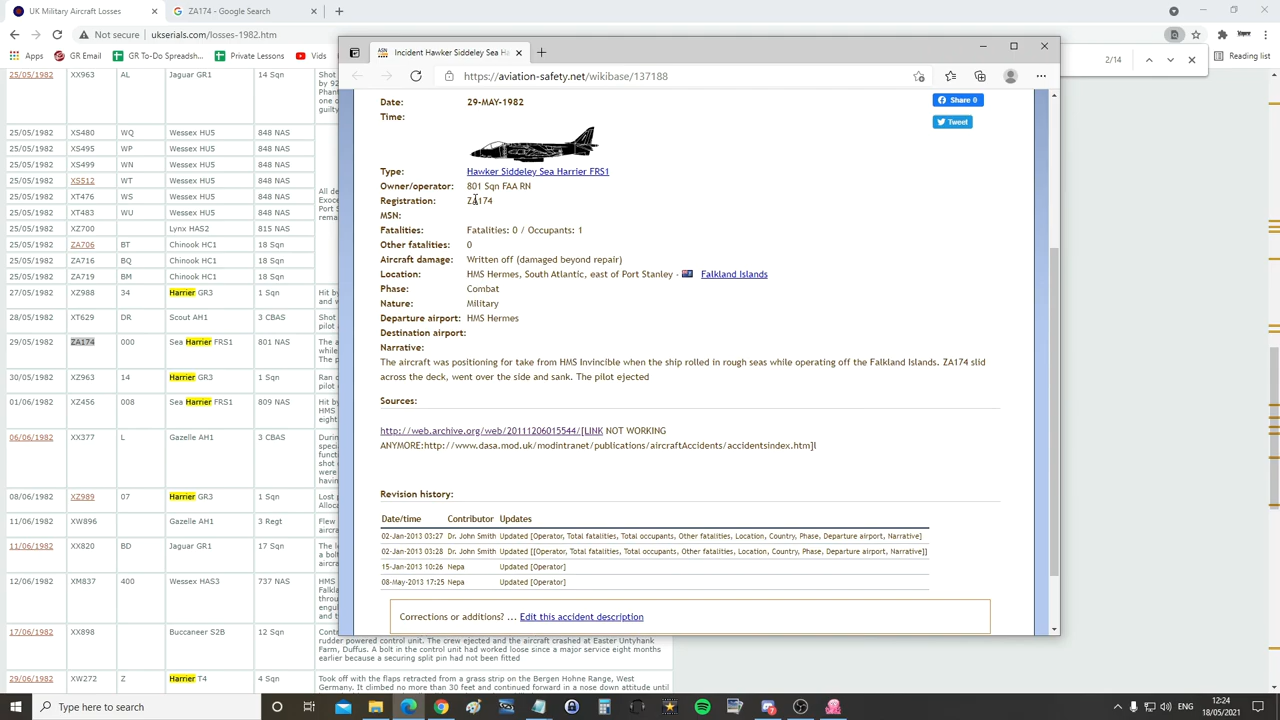 UK Military Aircraft Losses
ZA174 - Google Search
Not secure
ukserials.com/losses-1982.htm
Reading list
Apps
GR Email
GR To-Do Spreadsh...
Vids
Private Lessons
2/14
Incident Hawker Siddeley Sea Ha
https://aviation-safety.net/wikibase/137188
25/05/1982 XX963 AL Jaguar GR1 14 Sqn
25/05/1982 XS480 WQ Wessex HU5 848 NAS
25/05/1982 XS495 WP Wessex HU5 848 NAS
25/05/1982 XS499 WN Wessex HU5 848 NAS
25/05/1982 XS512 WT Wessex HU5 848 NAS
25/05/1982 XT476 WS Wessex HU5 848 NAS
25/05/1982 XT483 WU Wessex HU5 848 NAS
25/05/1982 XZ700 Lynx HAS2 815 NAS
25/05/1982 ZA706 BT Chinook HC1 18 Sqn
25/05/1982 ZA716 BQ Chinook HC1 18 Sqn
25/05/1982 ZA719 BM Chinook HC1 18 Sqn
27/05/1982 XZ988 34 Harrier GR3 1 Sqn
28/05/1982 XT629 DR Scout AH1 3 CBAS
29/05/1982 ZA174 000 Sea Harrier FRS1 801 NAS
30/05/1982 XZ963 14 Harrier GR3 1 Sqn
01/06/1982 XZ456 008 Sea Harrier FRS1 809 NAS
06/06/1982 XX377 L Gazelle AH1 3 CBAS
08/06/1982 XZ989 07 Harrier GR3 1 Sqn
11/06/1982 XW896 Gazelle AH1 3 Regt
11/06/1982 XX820 BD Jaguar GR1 17 Sqn
12/06/1982 XM837 400 Wessex HAS3 737 NAS
17/06/1982 XX898 Buccaneer S2B 12 Sqn
rudder powered control unit. The crew ejected and the aircraft crashed at Easter Untyhank
Farm, Duffus. A bolt in the control unit had worked loose since a major service eight months
earlier because a securing split pin had not been fitted
29/06/1982 XW272 Z Harrier T4 4 Sqn Took off with the flaps retracted from a grass strip on the Bergen Hohne Range, West
Germany. It climbed no more than 30 feet and continued forward in a nose down attitude until
Date: 29-MAY-1982
Time:
Type: Hawker Siddeley Sea Harrier FRS1
Owner/operator: 801 Sqn FAA RN
Registration: ZA174
MSN:
Fatalities: Fatalities: 0 / Occupants: 1
Other fatalities: 0
Aircraft damage: Written off (damaged beyond repair)
Location: HMS Hermes, South Atlantic, east of Port Stanley - Falkland Islands
Phase: Combat
Nature: Military
Departure airport: HMS Hermes
Destination airport:
Narrative:
The aircraft was positioning for take from HMS Invincible when the ship rolled in rough seas while operating off the Falkland Islands. ZA174 slid
across the deck, went over the side and sank. The pilot ejected
Sources:
http://web.archive.org/web/20111206015544/[LINK NOT WORKING
ANYMORE:http://www.dasa.mod.uk/modintranet/publications/aircraftAccidents/accidentsindex.htm]l
Revision history:
Date/time Contributor Updates
02-Jan-2013 03:27 Dr. John Smith Updated [Operator, Total fatalities, Total occupants, Other fatalities, Location, Country, Phase, Departure airport, Narrative]
02-Jan-2013 03:28 Dr. John Smith Updated [[Operator, Total fatalities, Total occupants, Other fatalities, Location, Country, Phase, Departure airport, Narrative]]
15-Jan-2013 10:26 Nepa Updated [Operator]
08-May-2013 17:25 Nepa Updated [Operator]
Corrections or additions? ... Edit this accident description
Share 0
Tweet
Type here to search
12:24
18/05/2021